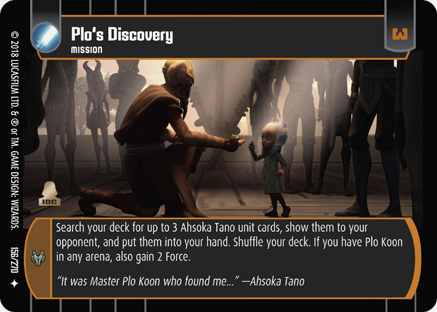 Plo's Discovery
MISSION
3
IDC
Search your deck for up to 3 Ahsoka Tano unit cards, show them to your
opponent, and put them into your hand. Shuffle your deck. If you have Plo Koon
in any arena, also gain 2 Force.
"It was Master Plo Koon who found me..." —Ahsoka Tano
© 2018 LUCASFILM LTD. & ® or TM. GAME DESIGN: WIZARDS.
156/270